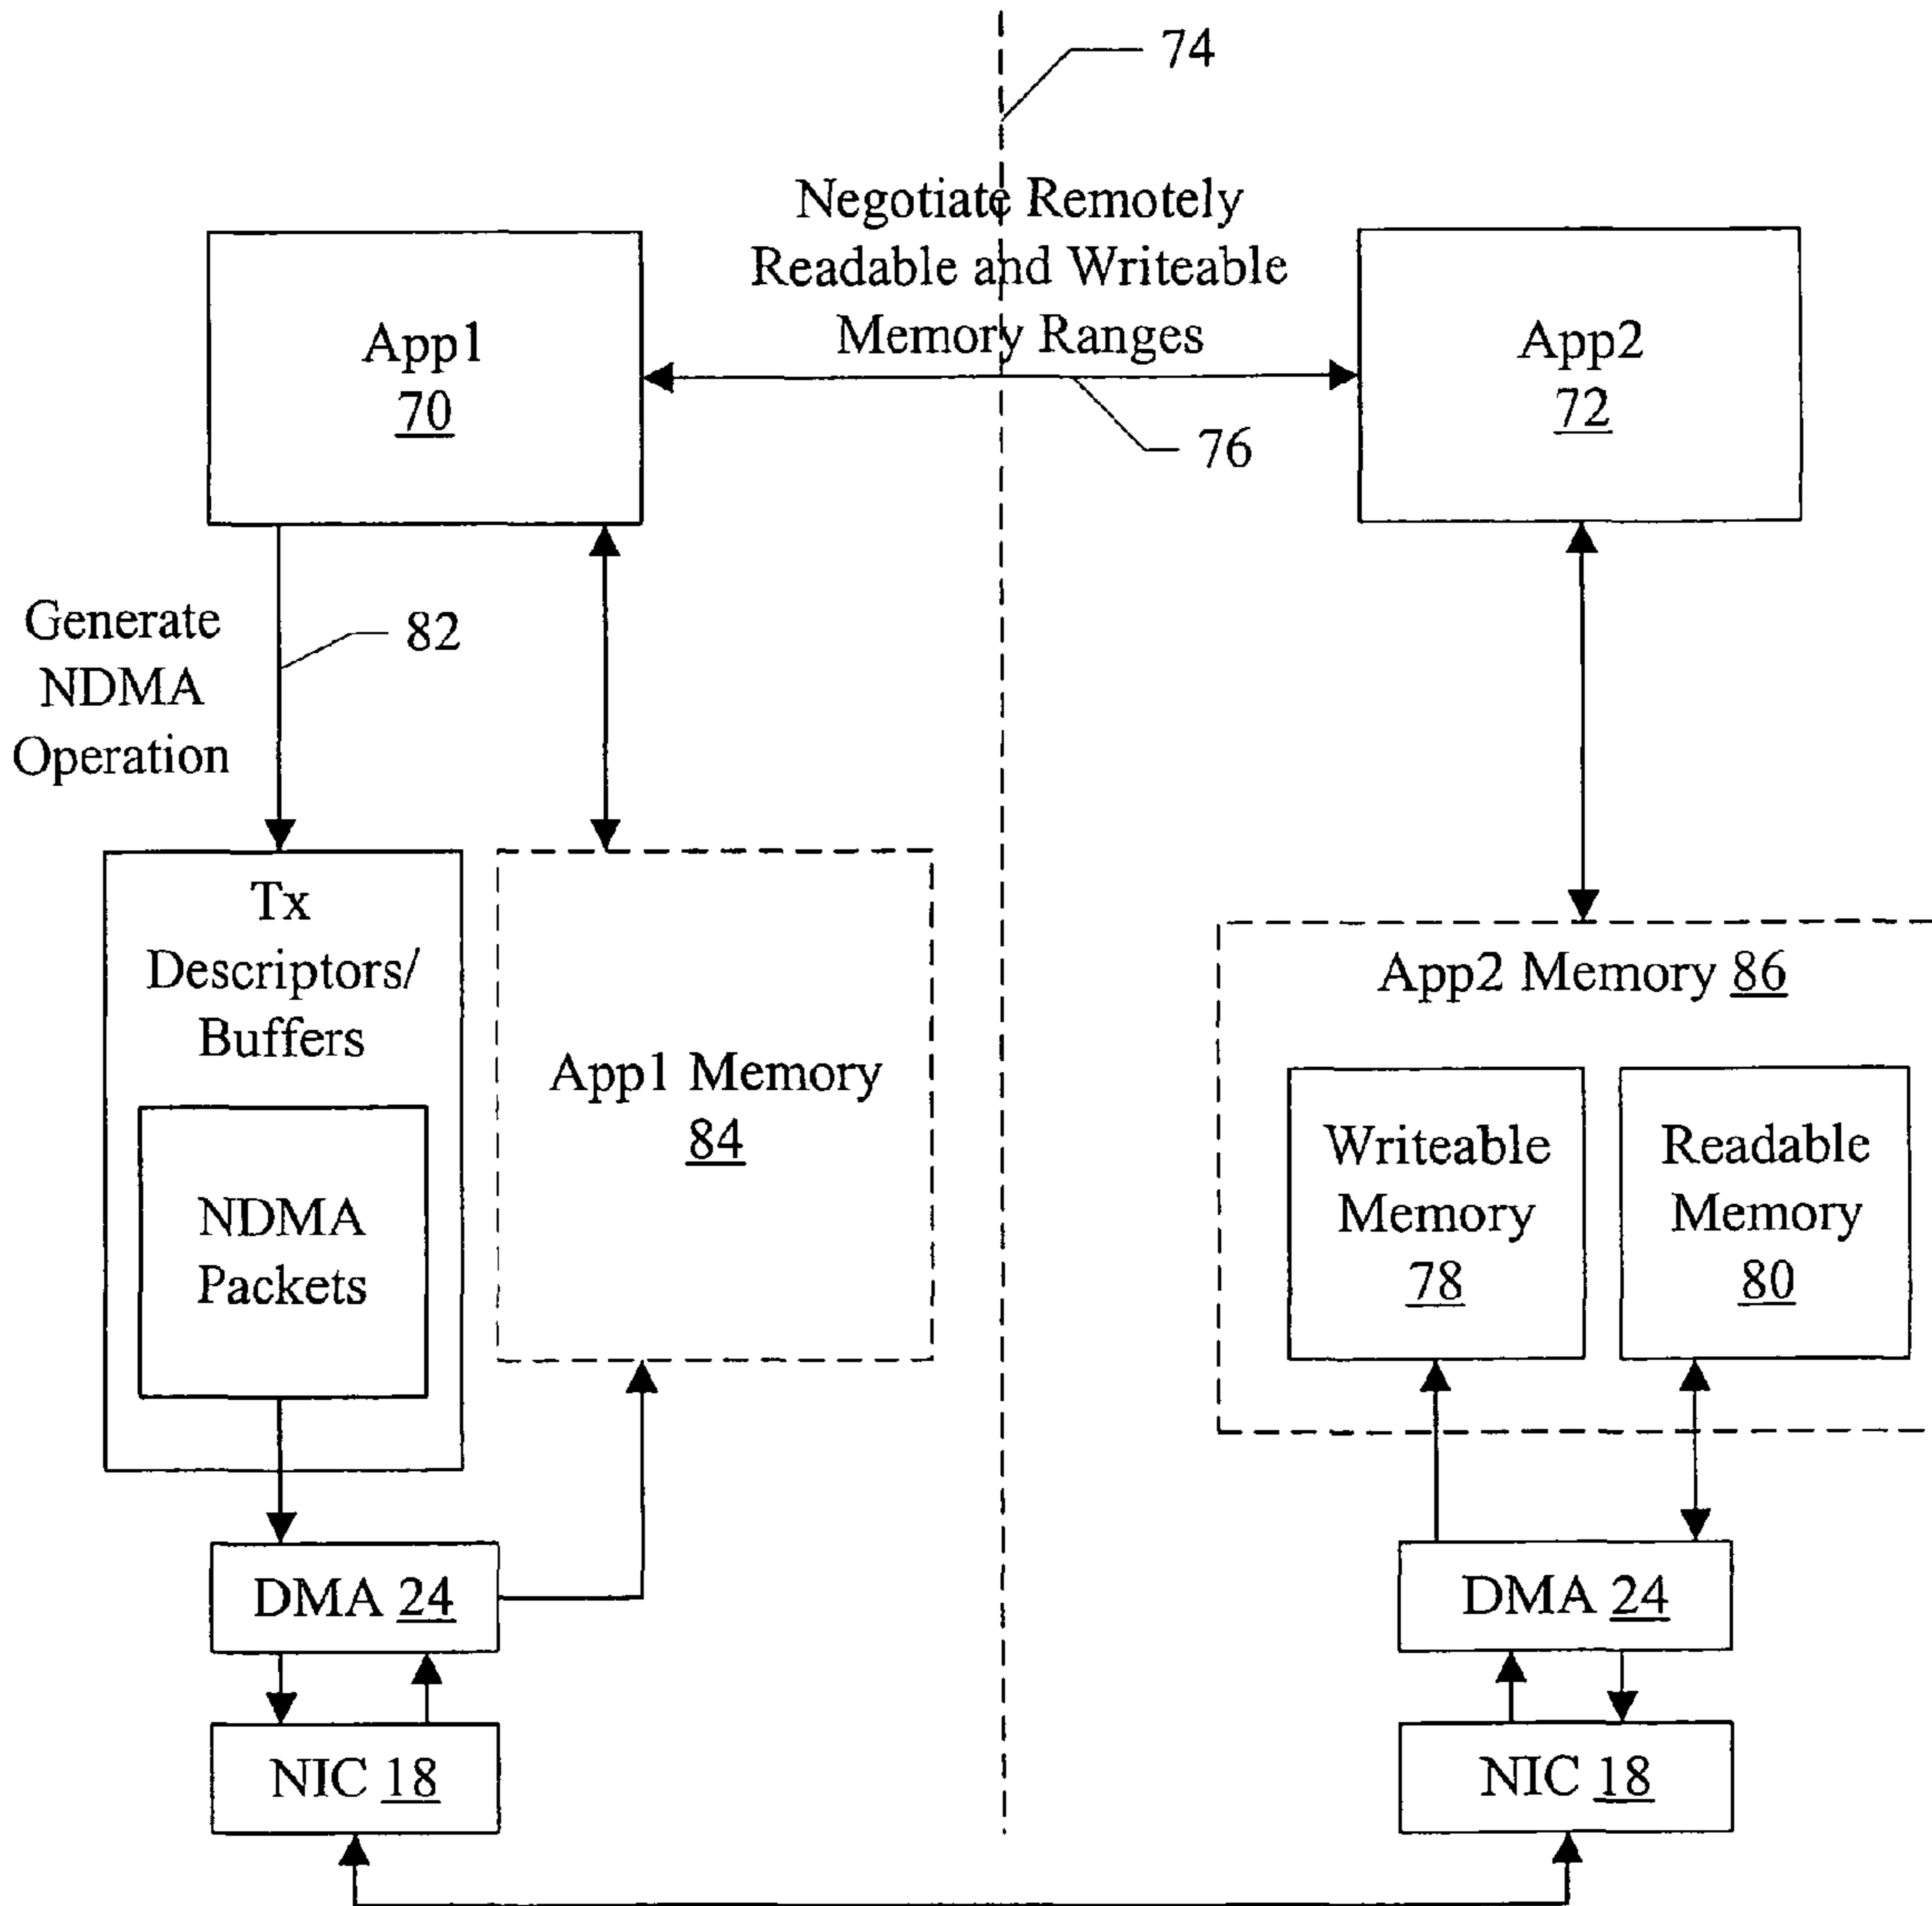 74
Negotiate Remotely
Readable and Writeable
Memory Ranges
App1
70
App2
72
76
Generate
NDMA
Operation
82
Tx
Descriptors/
Buffers
NDMA
Packets
App1 Memory
84
App2 Memory 86
Writeable
Memory
78
Readable
Memory
80
DMA 24
DMA 24
NIC 18
NIC 18